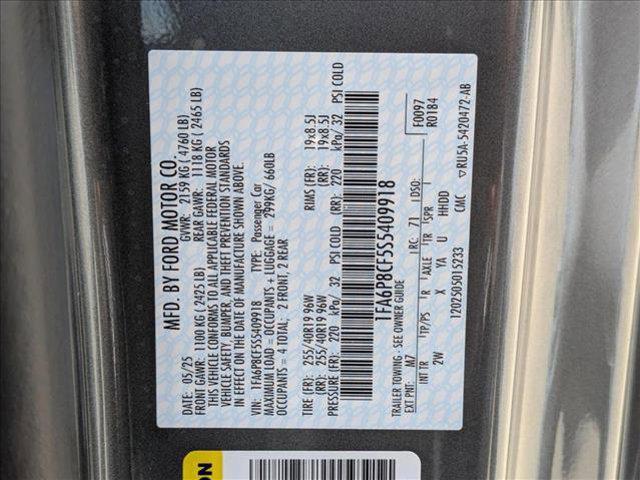 MFD. BY FORD MOTOR CO.
DATE: 05/25 GVWR: 2159 KG ( 4760 LB)
FRONT GAWR: 1100 KG ( 2425 LB) REAR GAWR: 1118 KG ( 2465 LB)
THIS VEHICLE CONFORMS TO ALL APPLICABLE FEDERAL MOTOR
VEHICLE SAFETY, BUMPER, AND THEFT PREVENTION STANDARDS
IN EFFECT ON THE DATE OF MANUFACTURE SHOWN ABOVE.
VIN: 1FA6P8CF5S5409918 TYPE: Passenger Car
MAXIMUM LOAD = OCCUPANTS + LUGGAGE = 299KG/ 660LB
OCCUPANTS = 4 TOTAL; 2 FRONT, 2 REAR
TIRE (FR): 255/40R19 96W RIMS (FR): 19x8.5J
(RR): 255/40R19 96W (RR): 19x8.5J
PRESSURE (FR): 220 kPa/ 32 PSI COLD (RR): 220 kPa/ 32 PSI COLD
1FA6P8CF5S5409918
TRAILER TOWING - SEE OWNER GUIDE
EXT PNT: M7 RC: 71 DSO: F0097
R0184
INT TR TP/PS R AXLE TR SPR
2W X YA U HHDD
1202505015233 CMC RU5A-5420472-AB
ON